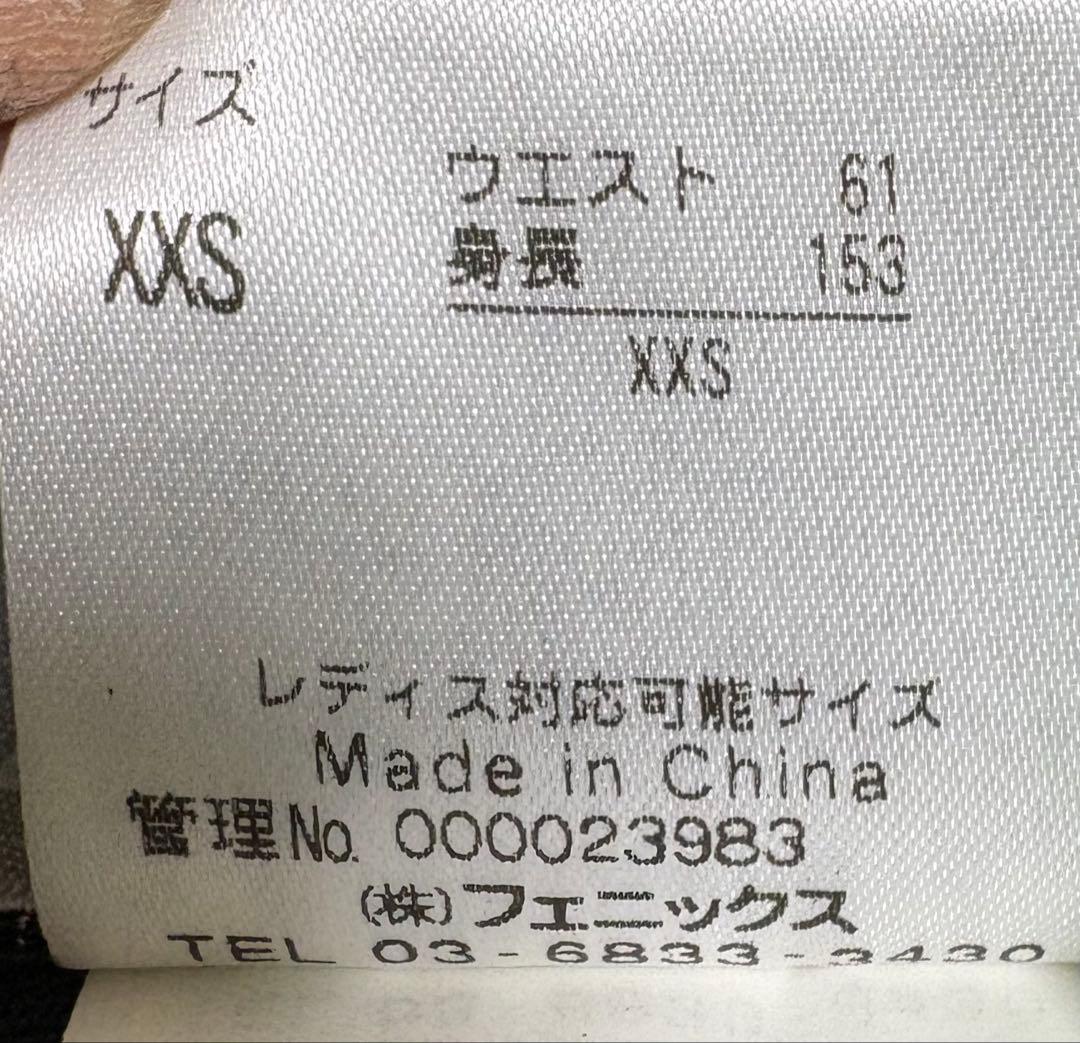 サイズ
XXS
ウエスト 61
身長 153
XXS
レディス対応可能サイズ
Made in China
管理No. 000023983
(株)フェニックス
TEL 03-6833-3430